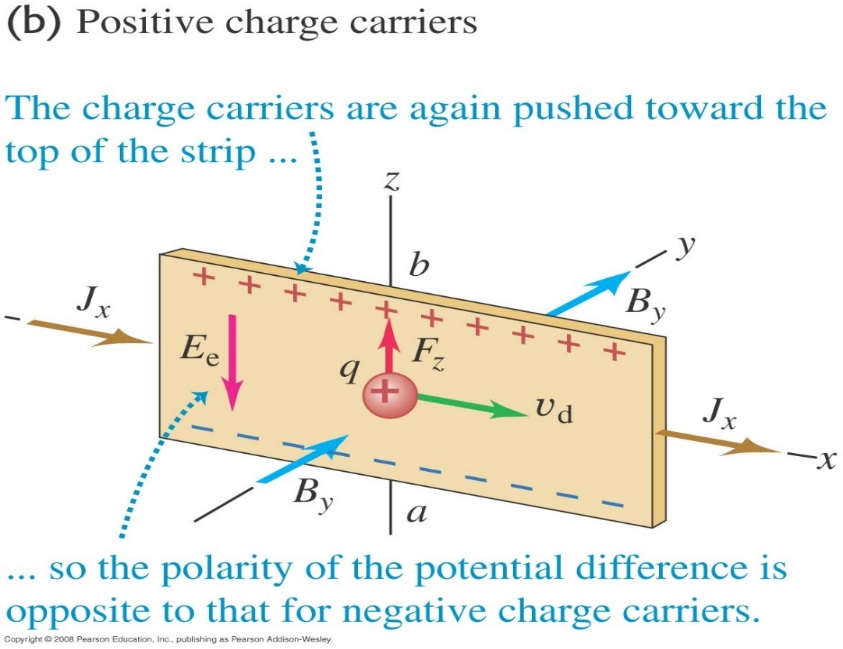 (b) Positive charge carriers
The charge carriers are again pushed toward the
top of the strip ...
z
y
b
Jx
By
Ee
Fz
q
+
vd
Jx
x
By
a
... so the polarity of the potential difference is
opposite to that for negative charge carriers.
Copyright © 2008 Pearson Education, Inc., publishing as Pearson Addison-Wesley.